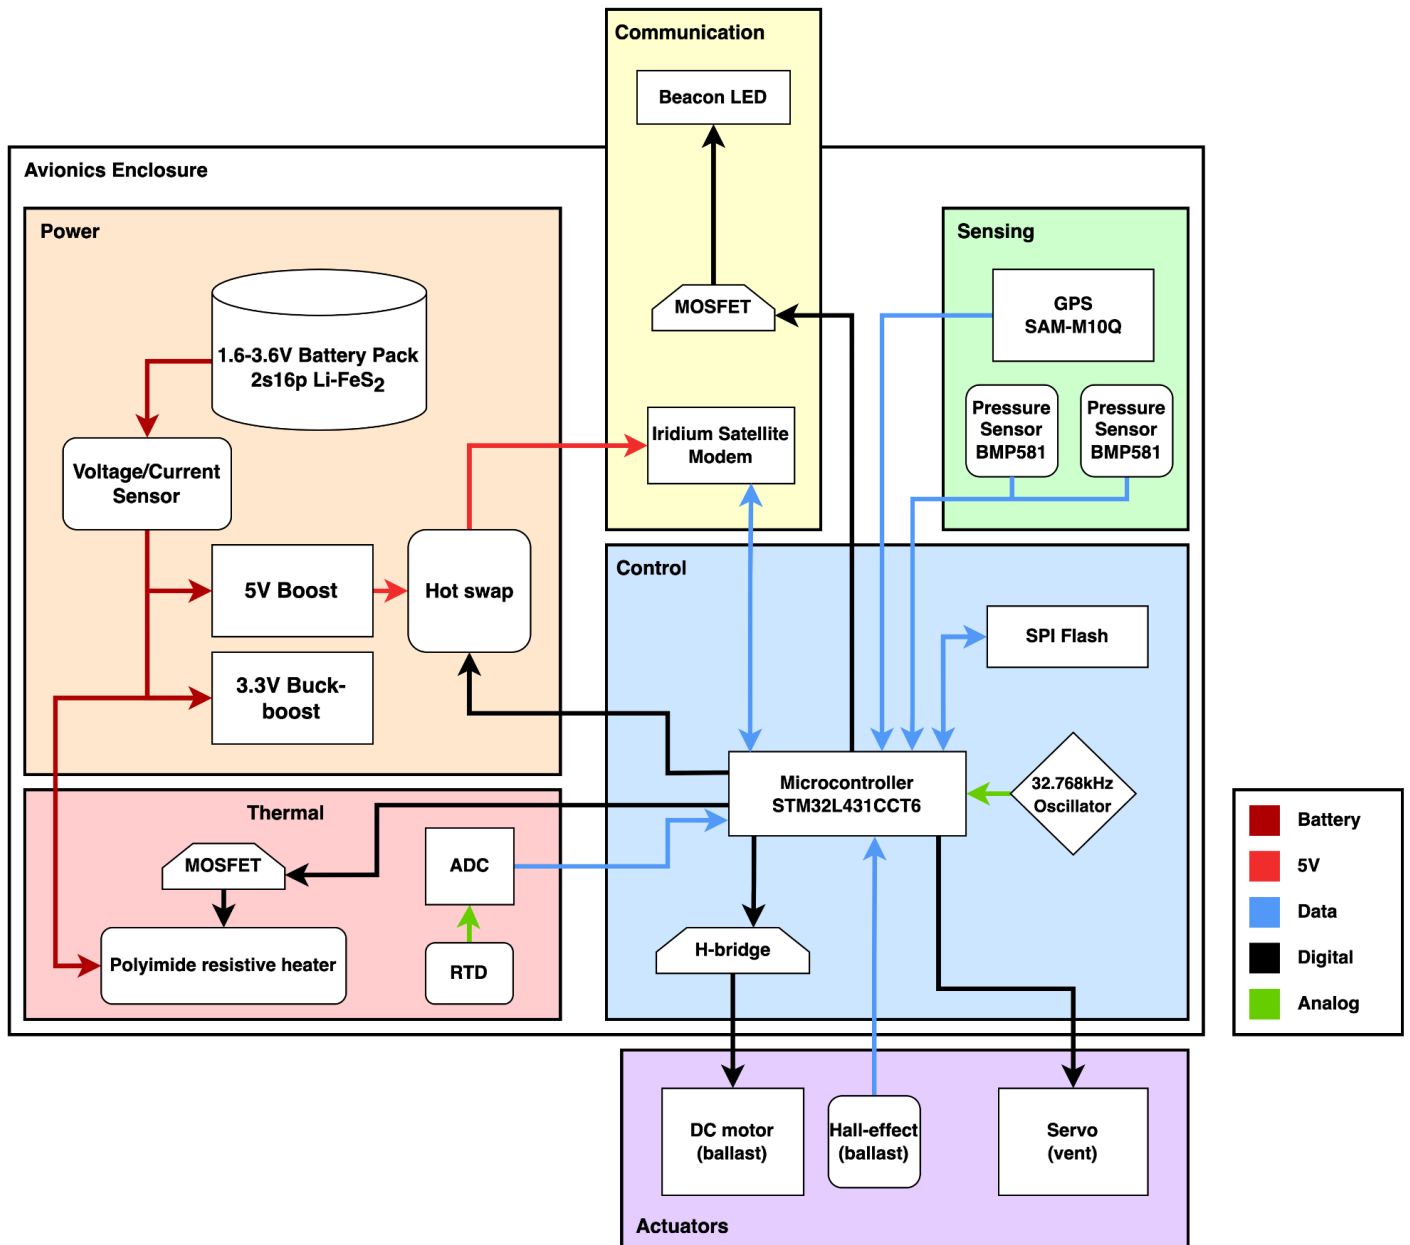 Communication
Beacon LED
MOSFET
Iridium Satellite
Modem
Avionics Enclosure
Power
1.6-3.6V Battery Pack
2s16p Li-FeS2
Voltage/Current
Sensor
5V Boost
Hot swap
3.3V Buck-
boost
Sensing
GPS
SAM-M10Q
Pressure
Sensor
BMP581
Pressure
Sensor
BMP581
Control
SPI Flash
Microcontroller
STM32L431CCT6
32.768kHz
Oscillator
H-bridge
Thermal
MOSFET
ADC
Polyimide resistive heater
RTD
Battery
5V
Data
Digital
Analog
DC motor
(ballast)
Hall-effect
(ballast)
Servo
(vent)
Actuators